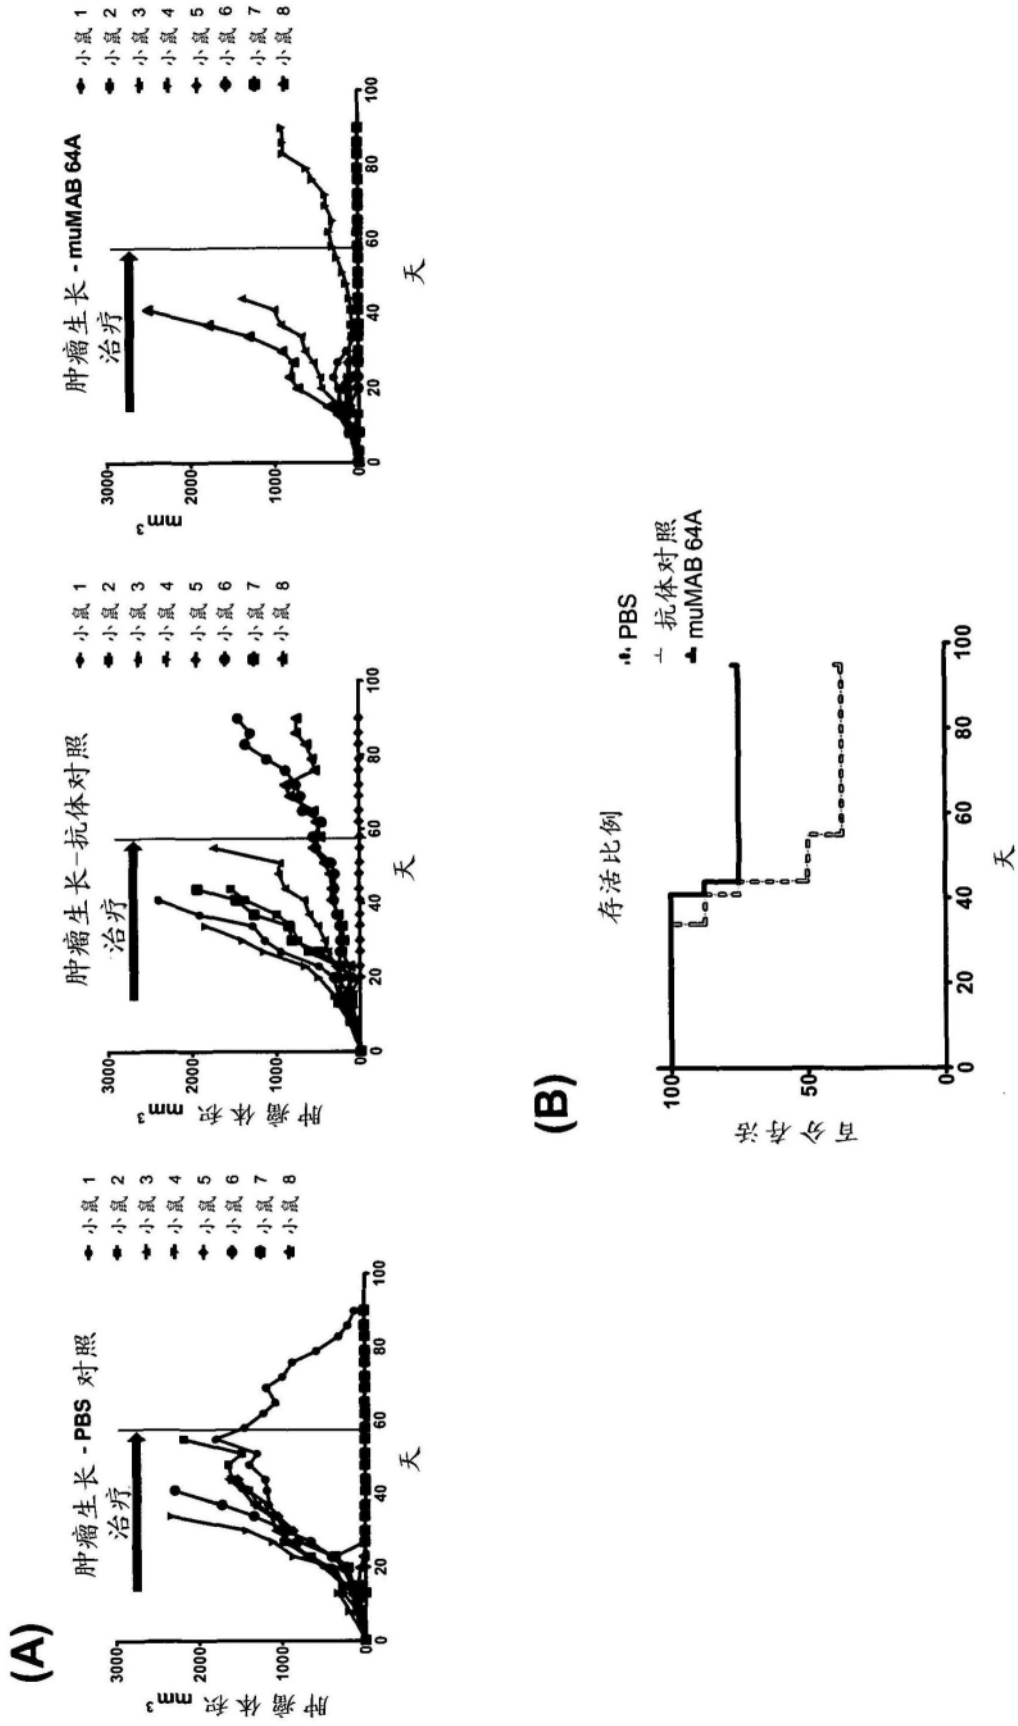 (A)
肿瘤生长 - PBS 对照
治疗
肿瘤体积 mm³
3000
2000
1000
0
0
20
40
60
80
100
天
小鼠 1
小鼠 2
小鼠 3
小鼠 4
小鼠 5
小鼠 6
小鼠 7
小鼠 8
肿瘤生长-抗体对照
治疗
肿瘤体积 mm³
3000
2000
1000
0
0
20
40
60
80
100
天
小鼠 1
小鼠 2
小鼠 3
小鼠 4
小鼠 5
小鼠 6
小鼠 7
小鼠 8
肿瘤生长 - muMAB 64A
治疗
mm³
3000
2000
1000
0
0
20
40
60
80
100
天
小鼠 1
小鼠 2
小鼠 3
小鼠 4
小鼠 5
小鼠 6
小鼠 7
小鼠 8
(B)
存活比例
百分存活
100
50
0
0
20
40
60
80
100
天
PBS
抗体对照
muMAB 64A